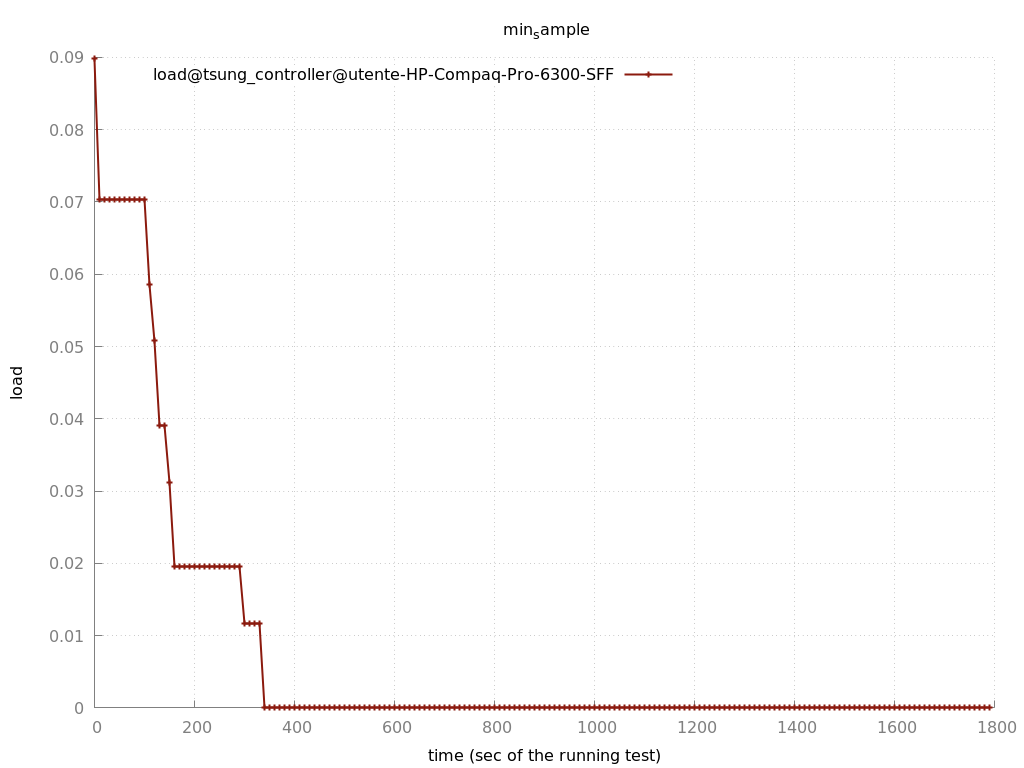 min_sample
load@tsung_controller@utente-HP-Compaq-Pro-6300-SFF
0.09
0.08
0.07
0.06
0.05
0.04
0.03
0.02
0.01
0
load
0 200 400 600 800 1000 1200 1400 1600 1800
time (sec of the running test)